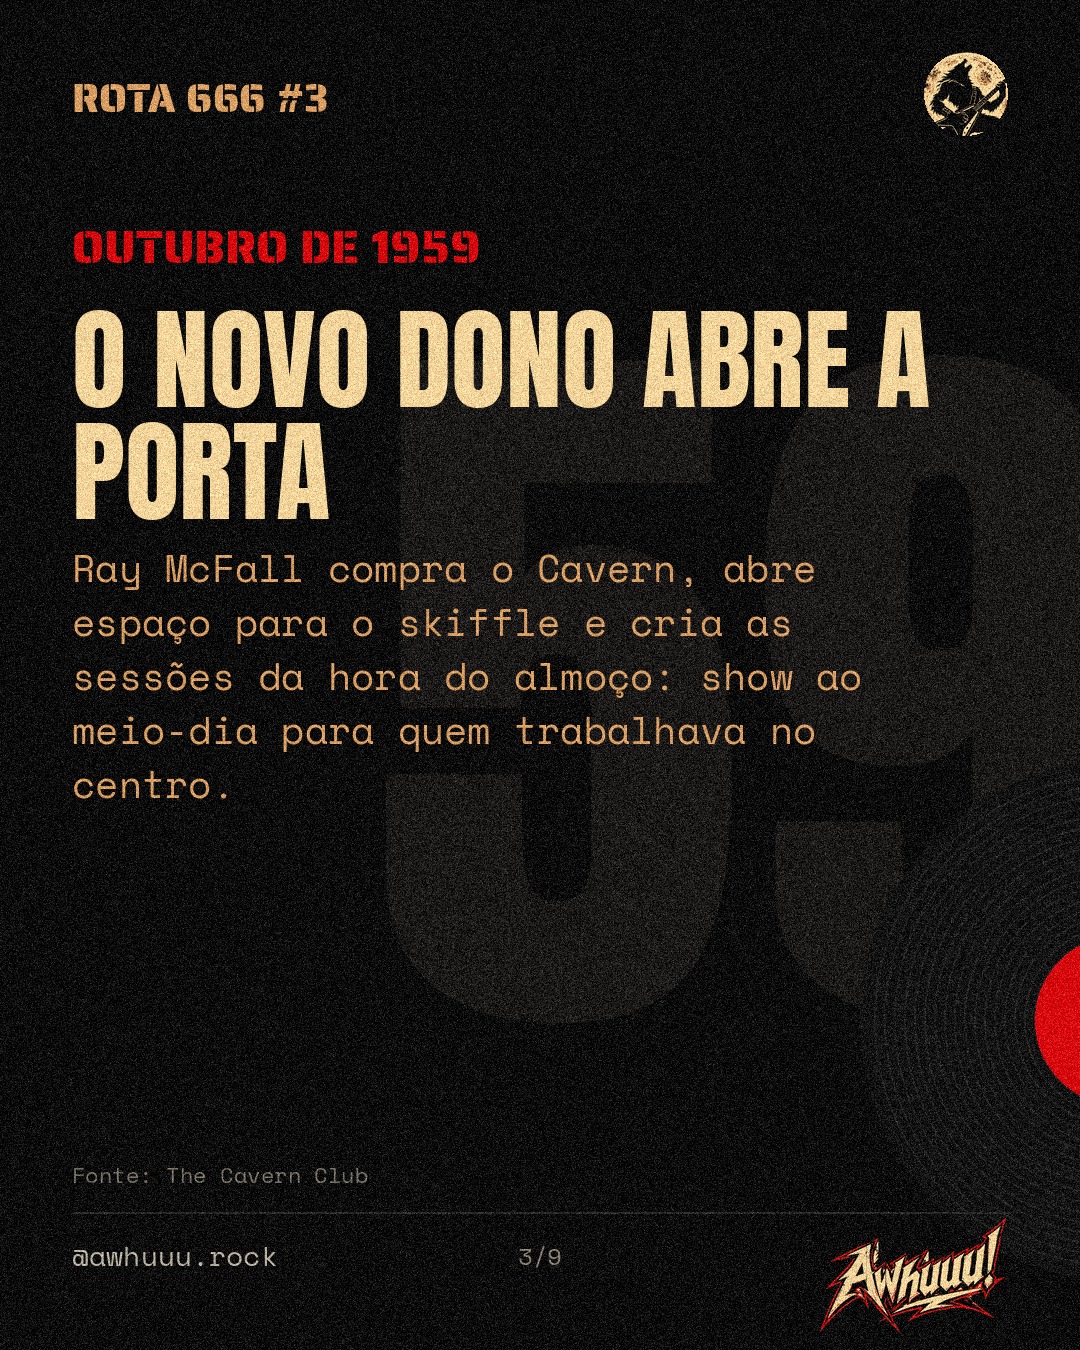 ROTA 666 #3
OUTUBRO DE 1959
O NOVO DONO ABRE A
PORTA
59
Ray McFall compra o Cavern, abre
espaço para o skiffle e cria as
sessões da hora do almoço: show ao
meio-dia para quem trabalhava no
centro.
Fonte: The Cavern Club
@awhuuu.rock
3/9
Awhuuu!